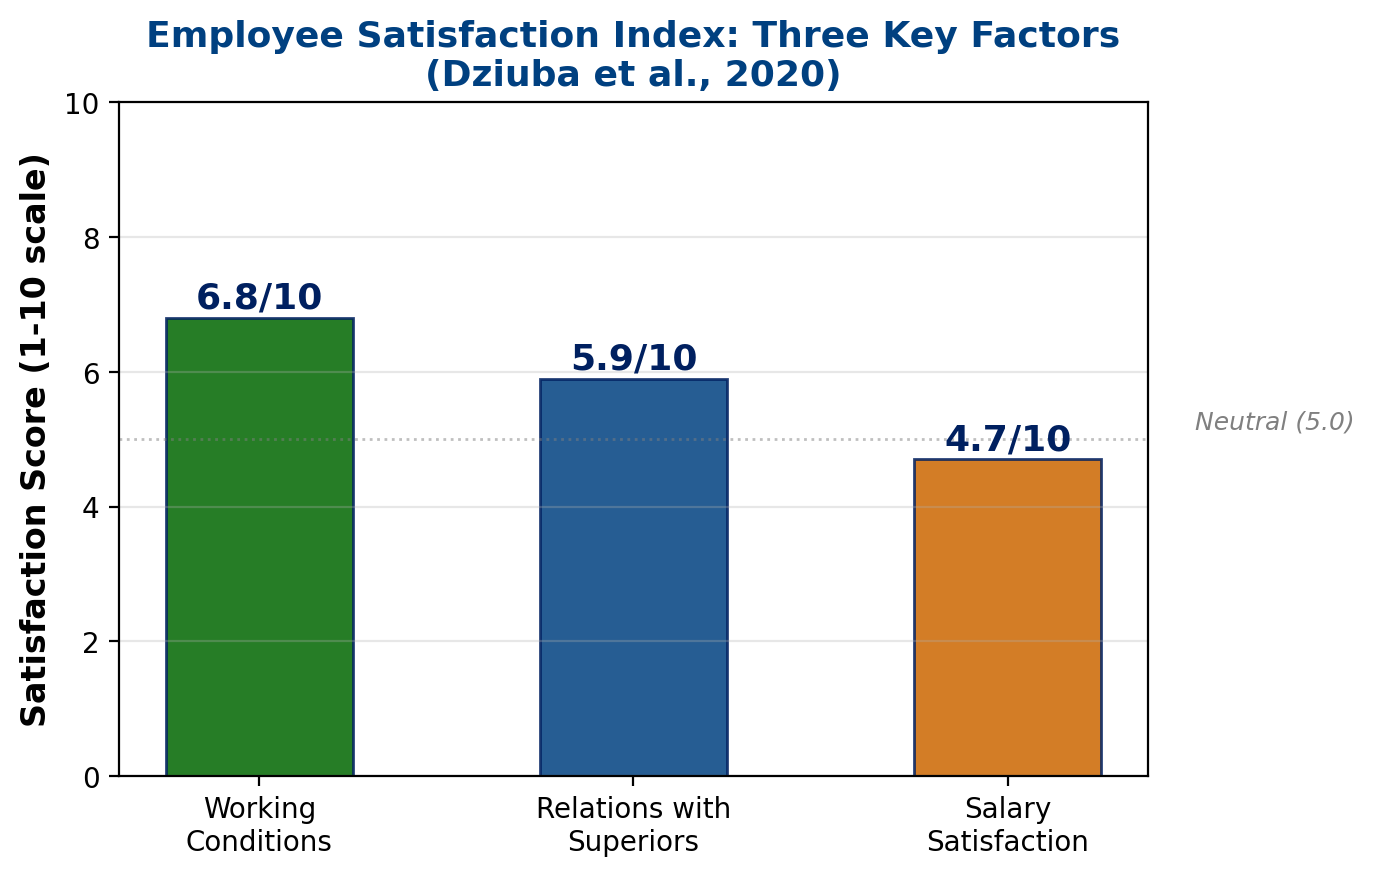 Employee Satisfaction Index: Three Key Factors
(Dziuba et al., 2020)
Satisfaction Score (1-10 scale)
10
8
6
4
2
0
6.8/10
5.9/10
4.7/10
Neutral (5.0)
Working
Conditions
Relations with
Superiors
Salary
Satisfaction